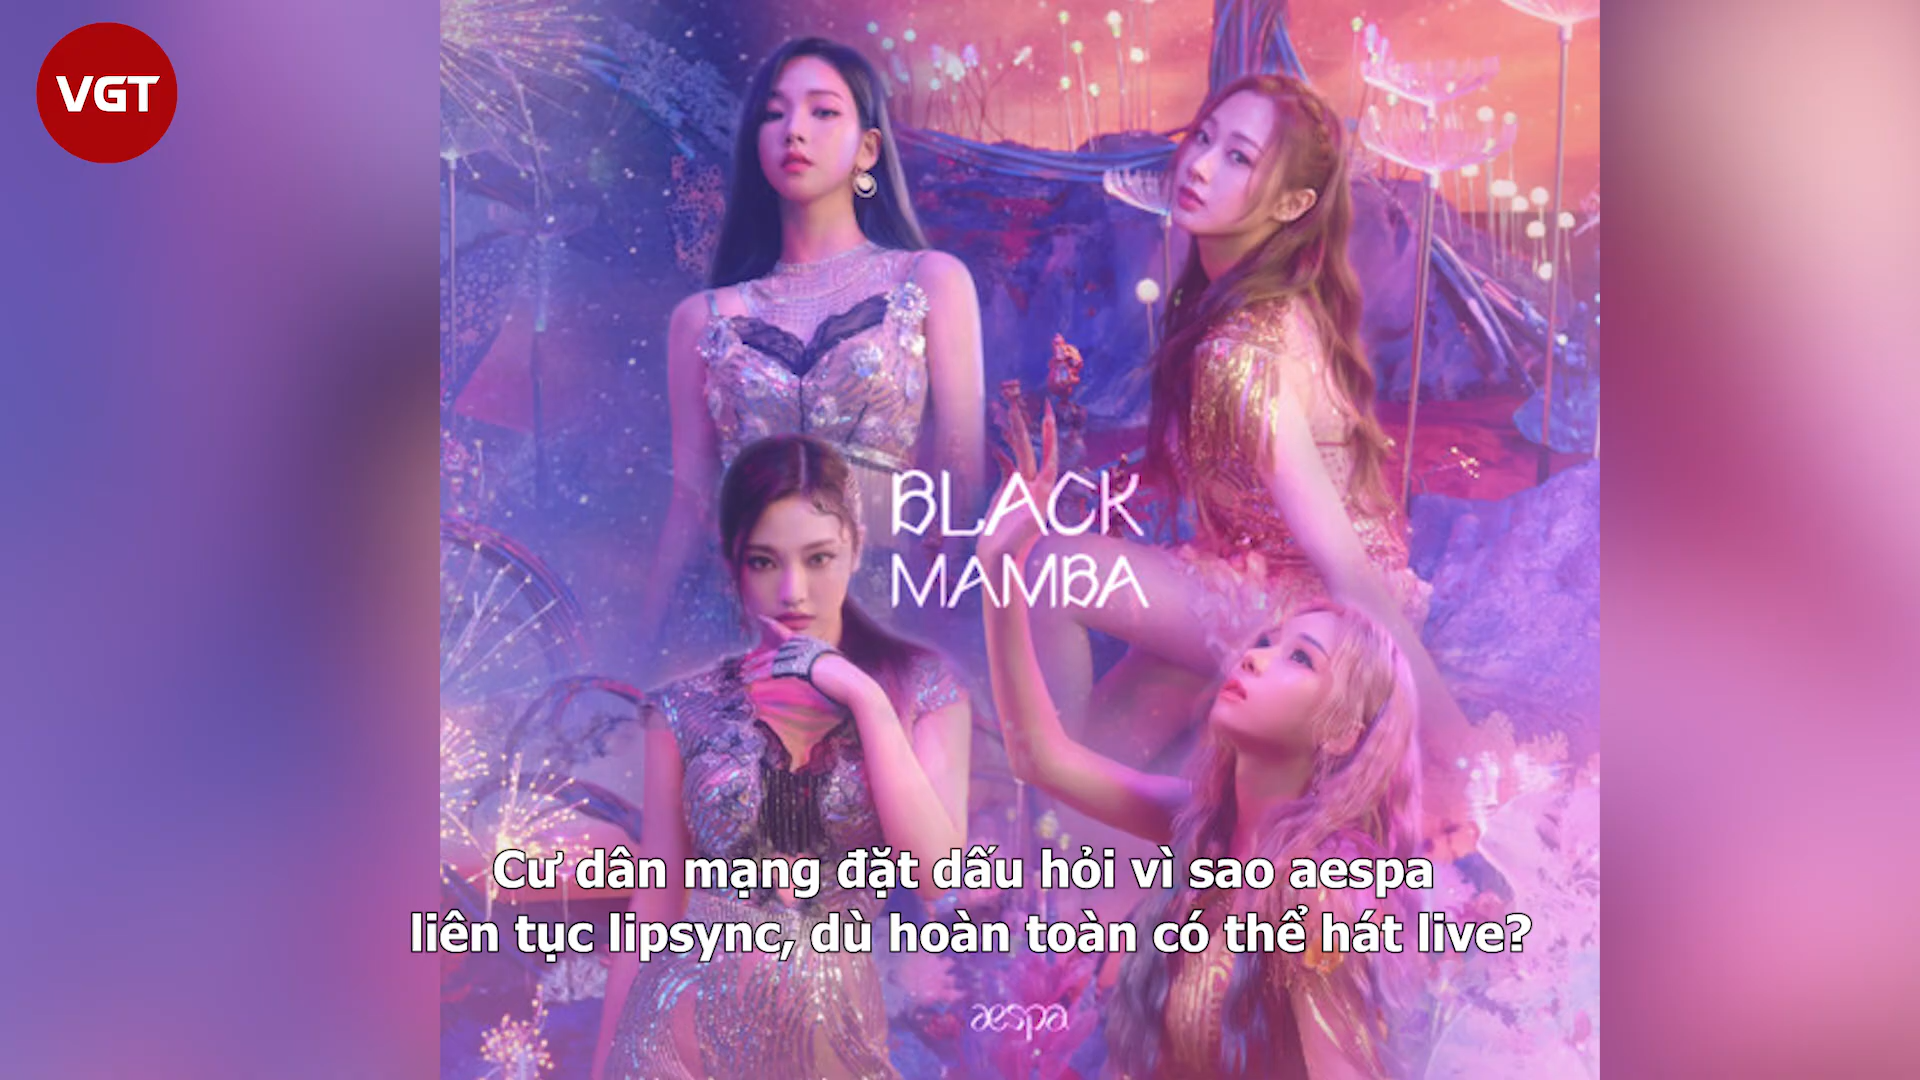 VGT
BLACK
MAMBA
Cư dân mạng đặt dấu hỏi vì sao aespa
liên tục lipsync, dù hoàn toàn có thể hát live?
aespa